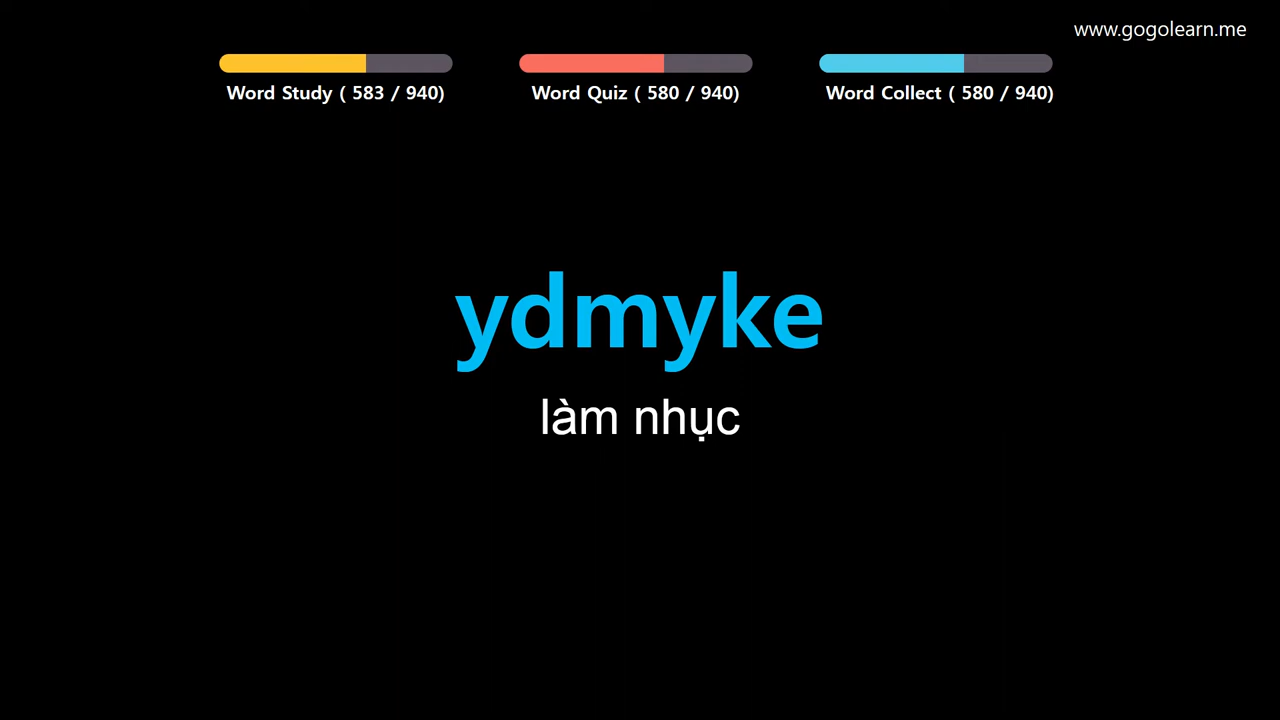 www.gogolearn.me
Word Study ( 583 / 940)
Word Quiz ( 580 / 940)
Word Collect ( 580 / 940)
ydmyke
làm nhục